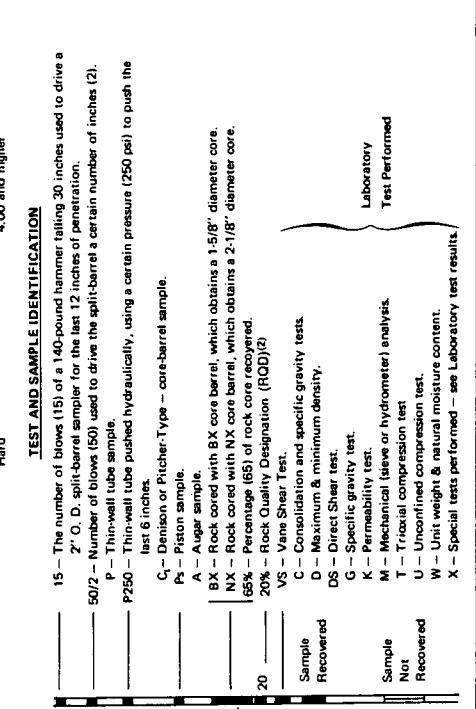 Hard
4.00 and higher
TEST AND SAMPLE IDENTIFICATION
15 – The number of blows (15) of a 140-pound hammer falling 30 inches used to drive a
2" O. D. split-barrel sampler for the last 12 inches of penetration.
50/2 – Number of blows (50) used to drive the split-barrel a certain number of inches (2).
P – Thin-wall tube sample.
P250 – Thin-wall tube pushed hydraulically, using a certain pressure (250 psi) to push the
last 6 inches.
C – Denison or Pitcher-Type – core-barrel sample.
Ps – Piston sample.
A – Augar sample.
BX – Rock cored with BX core barrel, which obtains a 1-5/8" diameter core.
NX – Rock cored with NX core barrel, which obtains a 2-1/8" diameter core.
65% – Percentage (65) of rock core recoyered.
20 20% – Rock Quality Designation (RQD)(2)
VS – Vane Shear Test.
C – Consolidation and specific gravity tests.
D – Maximum & minimum density.
DS – Direct Shear test.
G – Specific gravity test.
K – Permeability test.
M – Mechanical (sieve or hydrometer) analysis.
T – Trioxial compression test
U – Unconfined compression test.
W – Unit weight & natural moisture content.
X – Special tests performed – see Laboratory test results.
Sample
Recovered
Sample
Not
Recovered
Laboratory
Test Performed